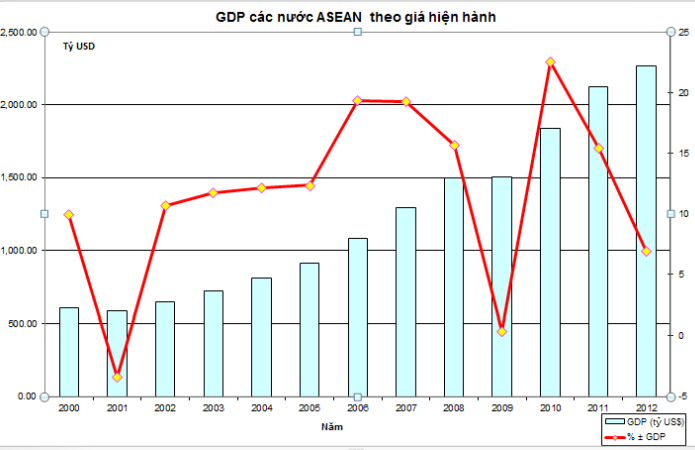 GDP các nước ASEAN theo giá hiện hành
2,500.00
2,000.00
1,500.00
1,000.00
500.00
0.00
Tỷ USD
25
20
15
10
5
0
-5
2000 2001 2002 2003 2004 2005 2006 2007 2008 2009 2010 2011 2012
Năm
GDP (tỷ US$)
% ± GDP